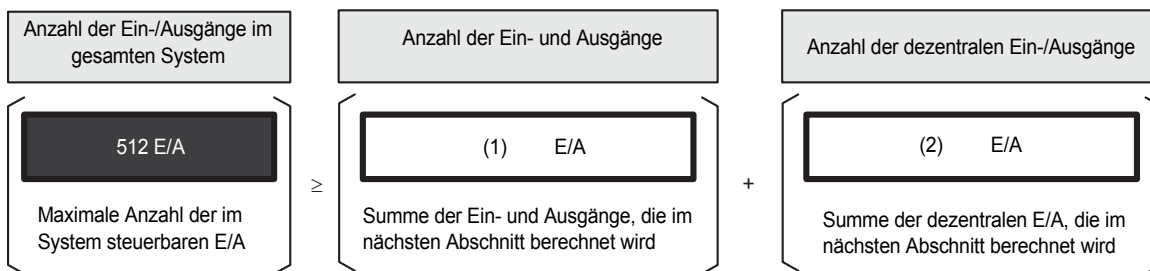 Anzahl der Ein-/Ausgänge im
gesamten System
Anzahl der Ein- und Ausgänge
Anzahl der dezentralen Ein-/Ausgänge
512 E/A
≥
(1) E/A
+
(2) E/A
Maximale Anzahl der im
System steuerbaren E/A
Summe der Ein- und Ausgänge, die im
nächsten Abschnitt berechnet wird
Summe der dezentralen E/A, die im
nächsten Abschnitt berechnet wird